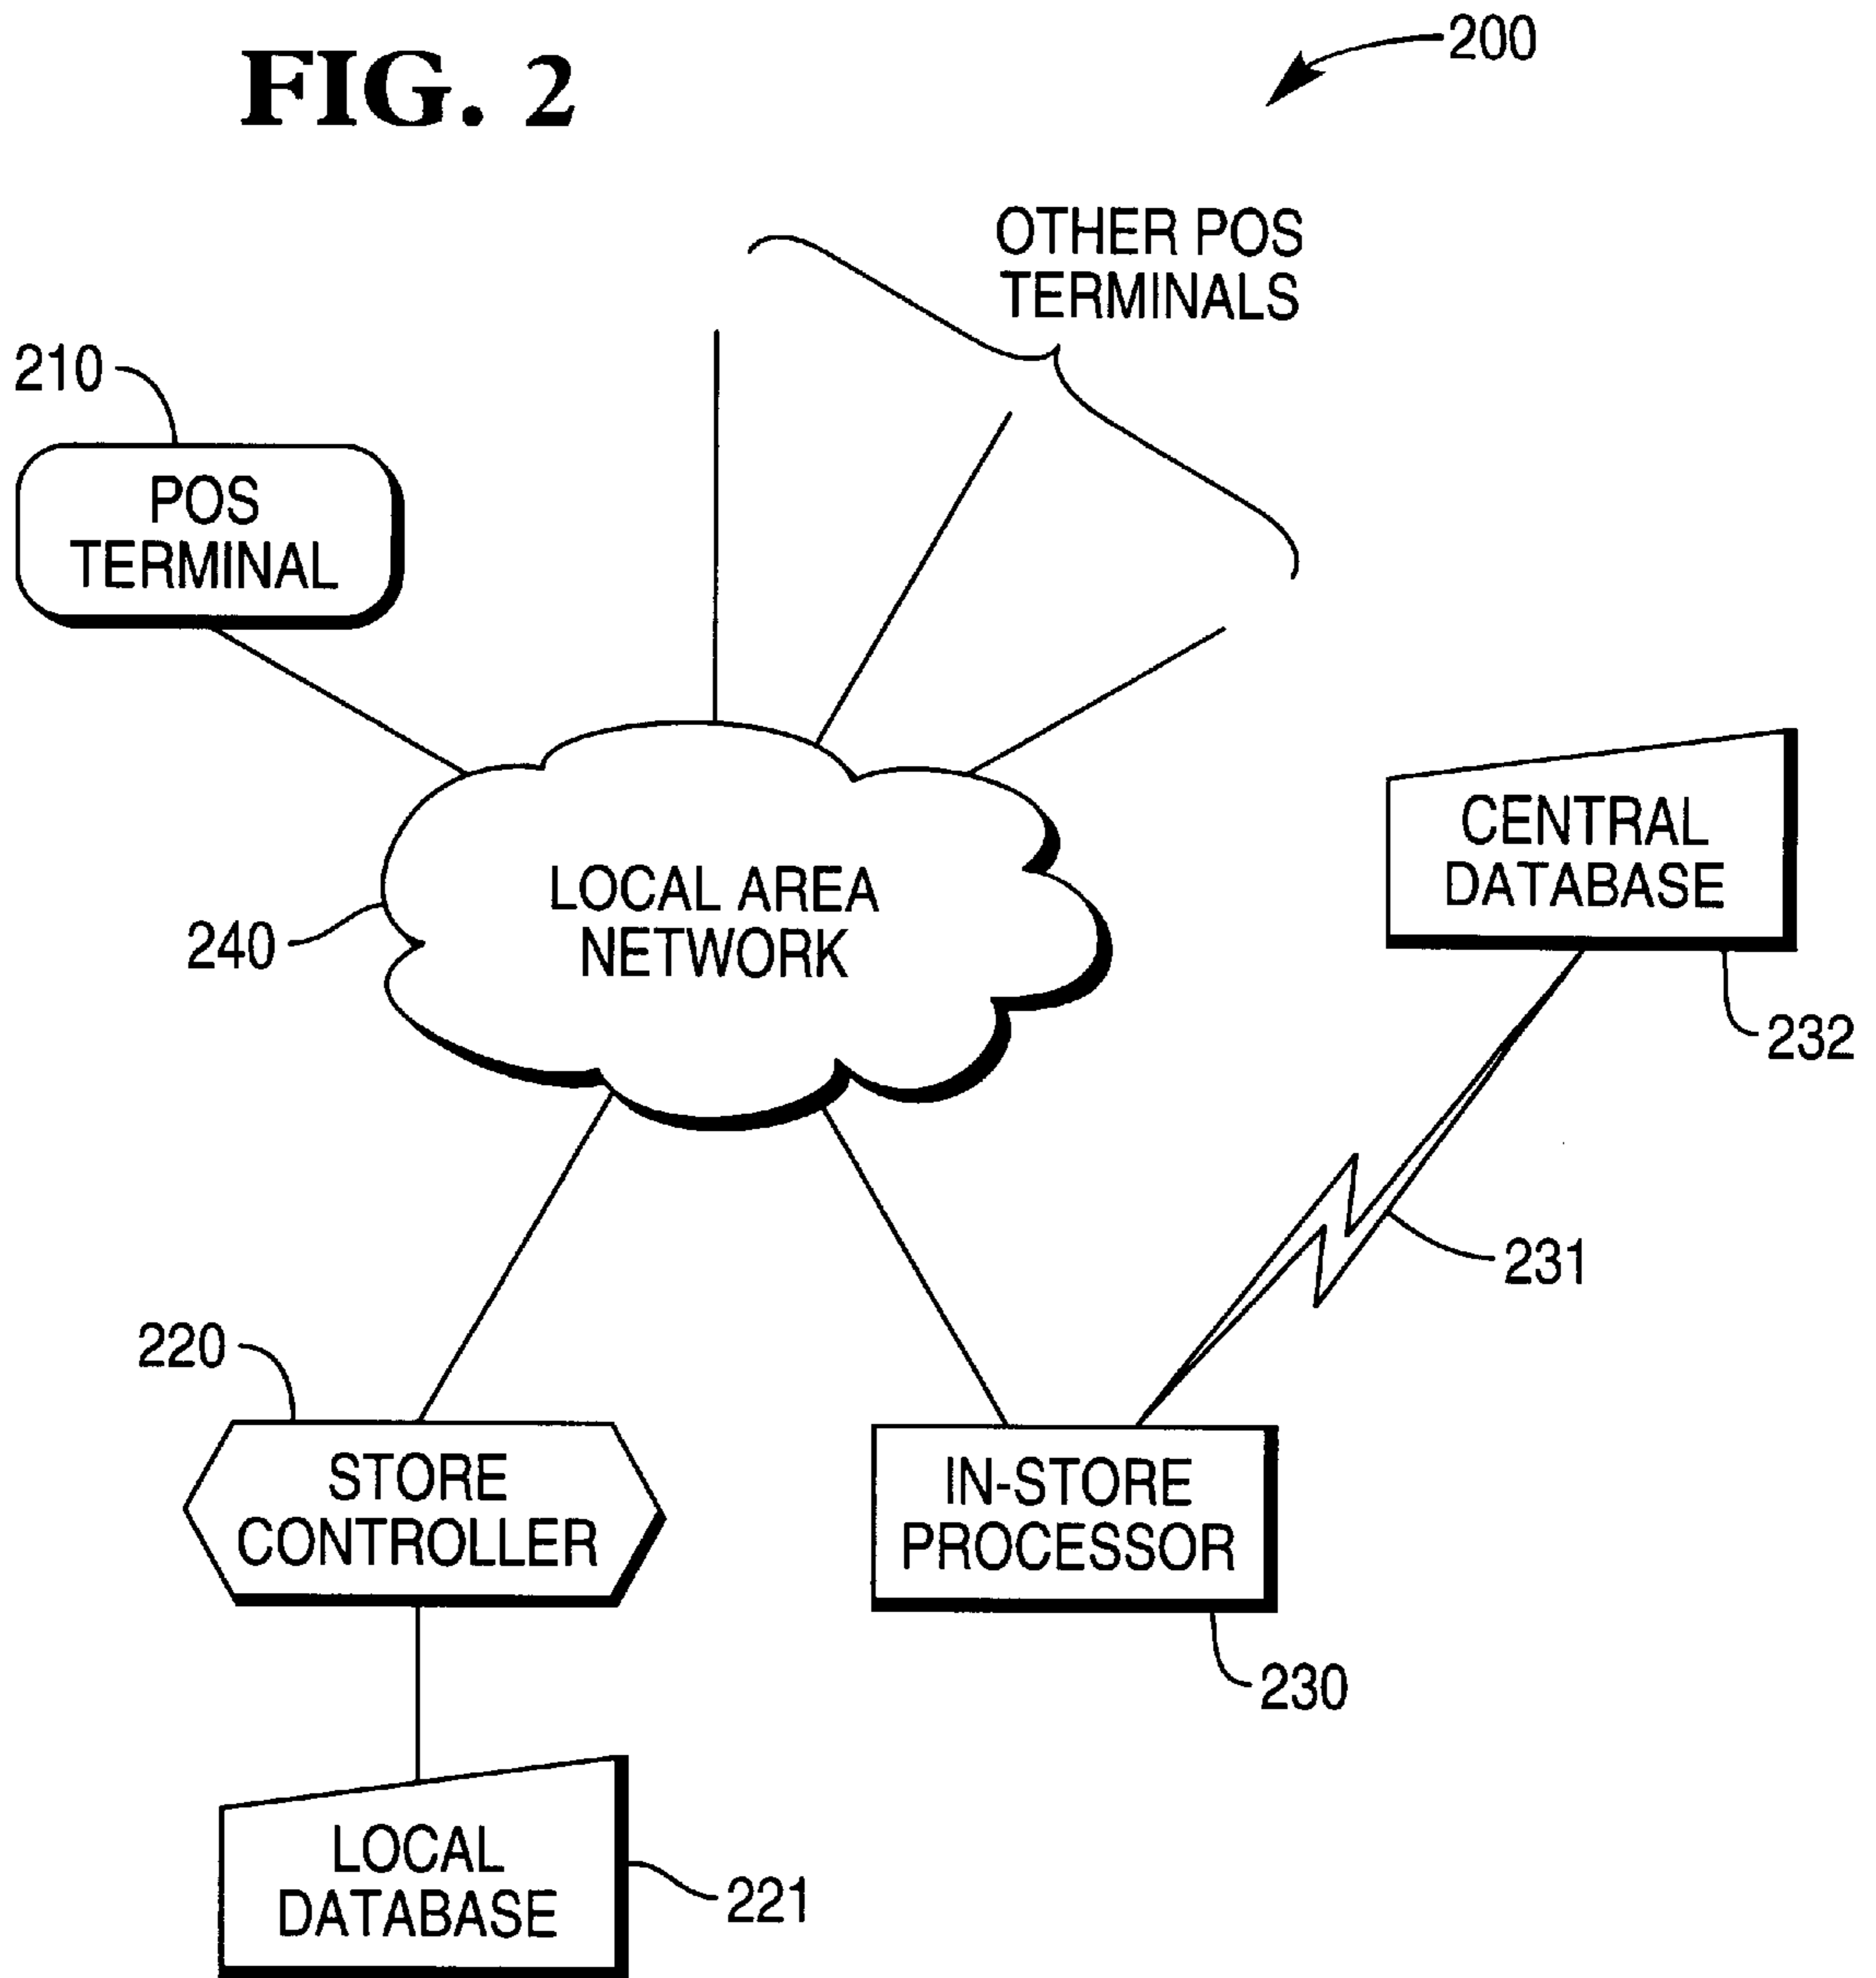 FIG. 2
200
OTHER POS
TERMINALS
210
POS
TERMINAL
CENTRAL
DATABASE
LOCAL AREA
NETWORK
240
232
231
220
STORE
CONTROLLER
IN-STORE
PROCESSOR
230
LOCAL
DATABASE
221